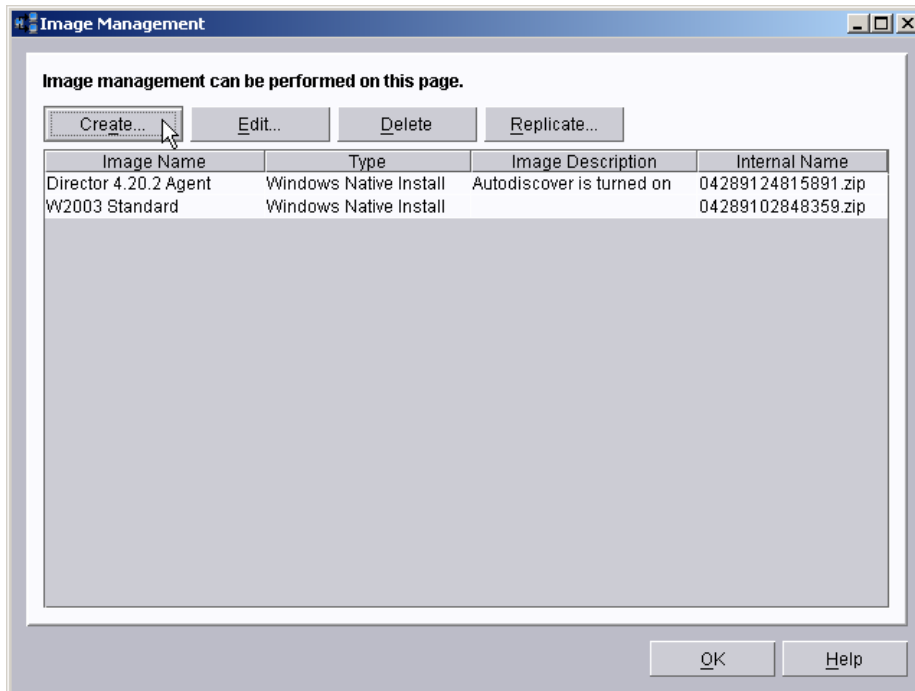 Image Management
Image management can be performed on this page.
Create... Edit... Delete Replicate...
Image Name Type Image Description Internal Name
Director 4.20.2 Agent Windows Native Install Autodiscover is turned on 04289124815891.zip
W2003 Standard Windows Native Install 04289102848359.zip
OK Help